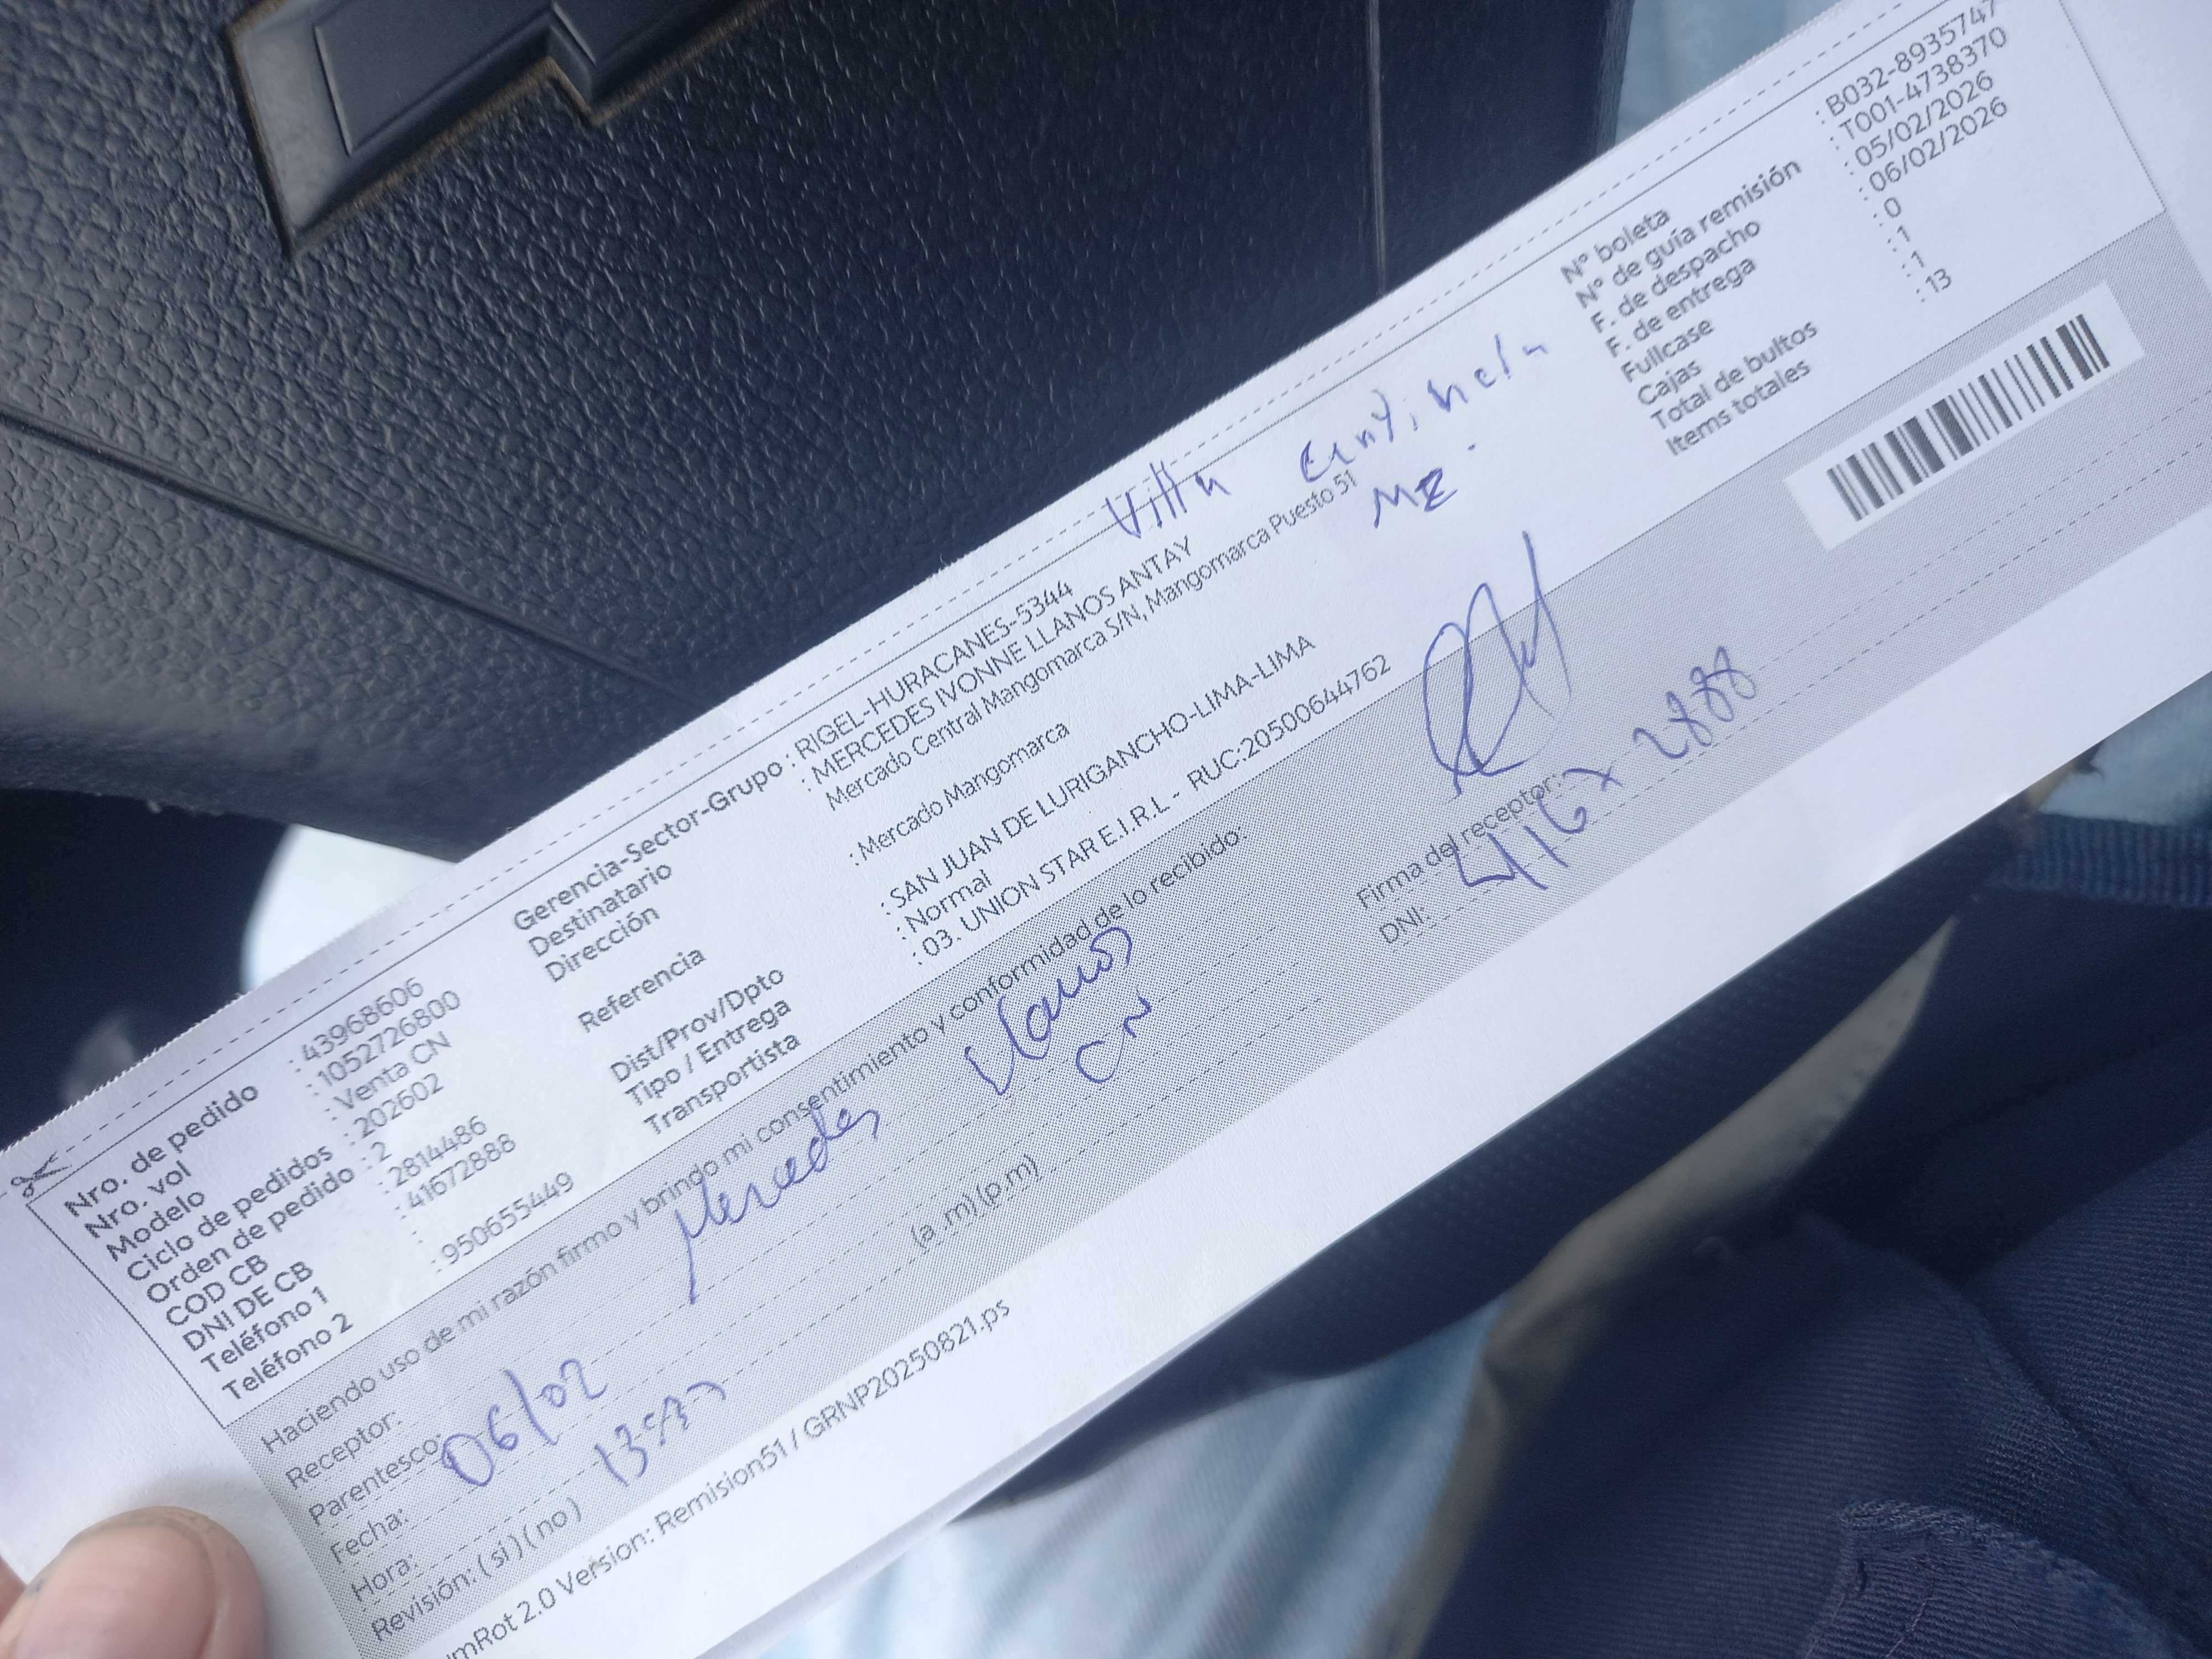 Nro. de pedido : 43968606
Nro. vol : 1052726800
Modelo : Venta CN
Ciclo de pedidos : 202602
Orden de pedido : 2
COD CB : 2814486
DNI DE CB : 41672888
Teléfono 1 :
Teléfono 2 : 950655449
Gerencia-Sector-Grupo : RIGEL-HURACANES-5344
Destinatario : MERCEDES IVONNE LLANOS ANTAY
Dirección Mercado Central Mangomarca S/N, Mangomarca Puesto 51
Referencia : Mercado Mangomarca
Dist/Prov/Dpto : SAN JUAN DE LURIGANCHO-LIMA-LIMA
Tipo / Entrega : Normal
Transportista : 03. UNION STAR E.I.R.L - RUC:20500644762
Villa
MZ
N° boleta : B032-8935747
N° de guía remisión : T001-4738370
F. de despacho : 05/02/2026
F. de entrega : 06/02/2026
Fullcase : 0
Cajas : 1
Total de bultos : 1
Items totales : 13
Haciendo uso de mi razón firmo y brindo mi consentimiento y conformidad de lo recibido:
Receptor: Mercedes Llanos
Parentesco: CN
Fecha: 06/02
Hora: 13:37 (a .m) (p.m)
Revisión: ( si ) ( no )
Firma del receptor:
DNI: 41672888
mRot 2.0 Version: Remision51 / GRNP20250821.ps